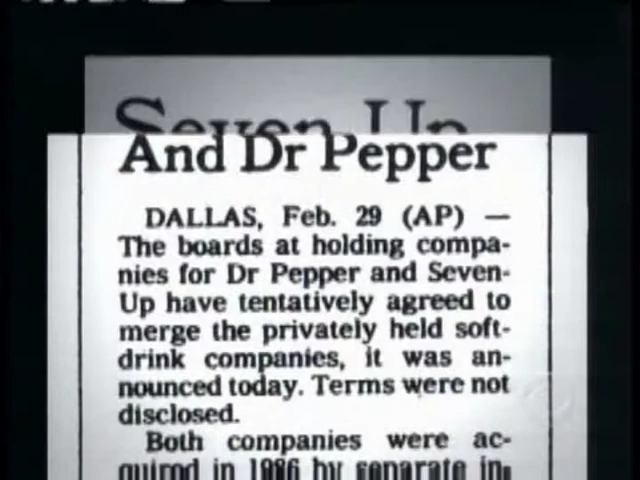 Seven-Up
And Dr Pepper
DALLAS, Feb. 29 (AP) —
The boards at holding compa-
nies for Dr Pepper and Seven-
Up have tentatively agreed to
merge the privately held soft-
drink companies, it was an-
nounced today. Terms were not
disclosed.
Both companies were ac-
quired in 1986 by separate in-